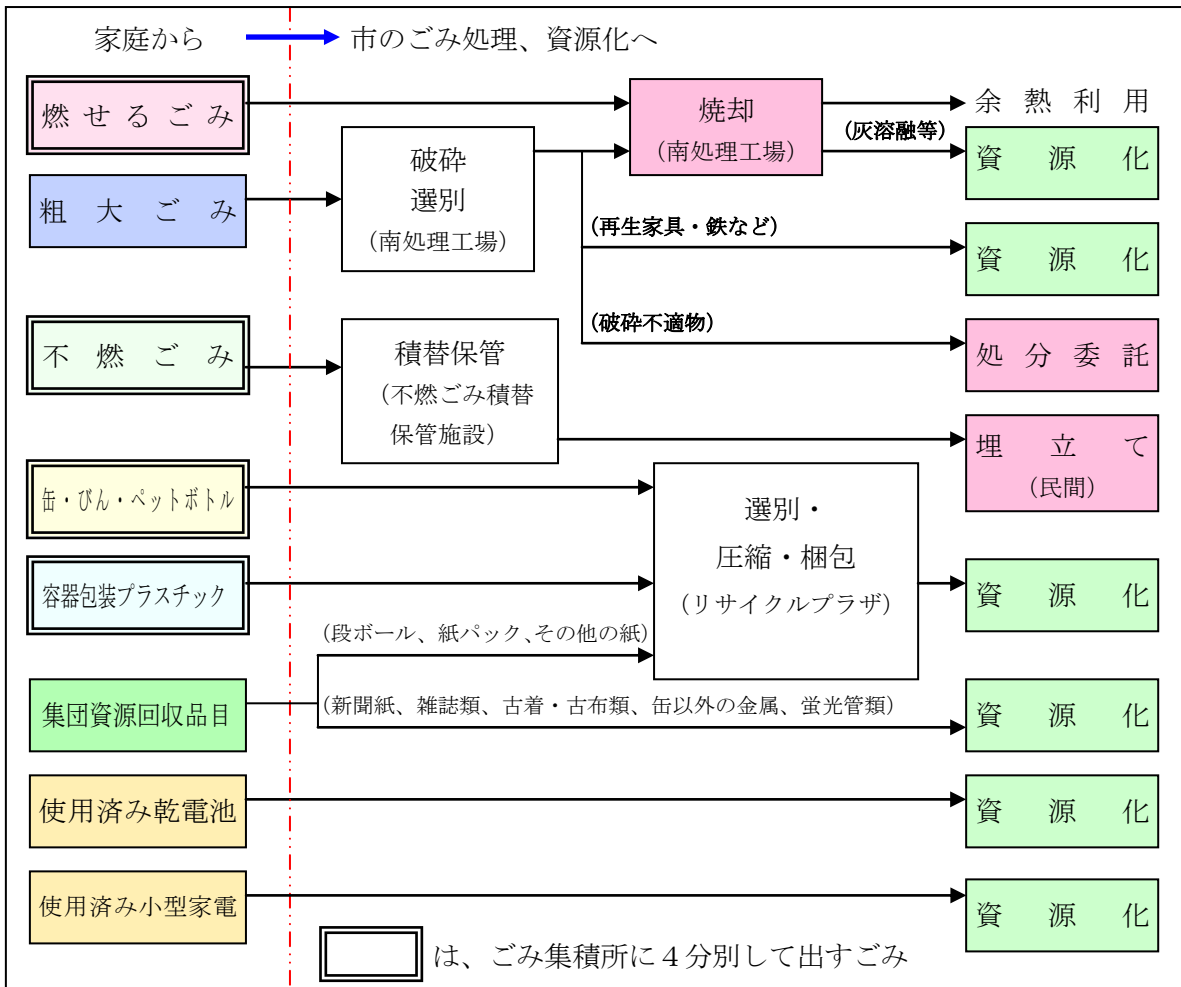 家庭から
市のごみ処理、資源化へ
燃せるごみ
焼却
(南処理工場)
余熱利用
(灰溶融等)
資源化
粗大ごみ
破砕
選別
(南処理工場)
(再生家具・鉄など)
資源化
(破砕不適物)
処分委託
不燃ごみ
積替保管
(不燃ごみ積替
保管施設)
埋立て
(民間)
缶・びん・ペットボトル
選別・
圧縮・梱包
(リサイクルプラザ)
容器包装プラスチック
資源化
(段ボール、紙パック、その他の紙)
集団資源回収品目
(新聞紙、雑誌類、古着・古布類、缶以外の金属、蛍光管類)
資源化
使用済み乾電池
資源化
使用済み小型家電
資源化
は、ごみ集積所に4分別して出すごみ